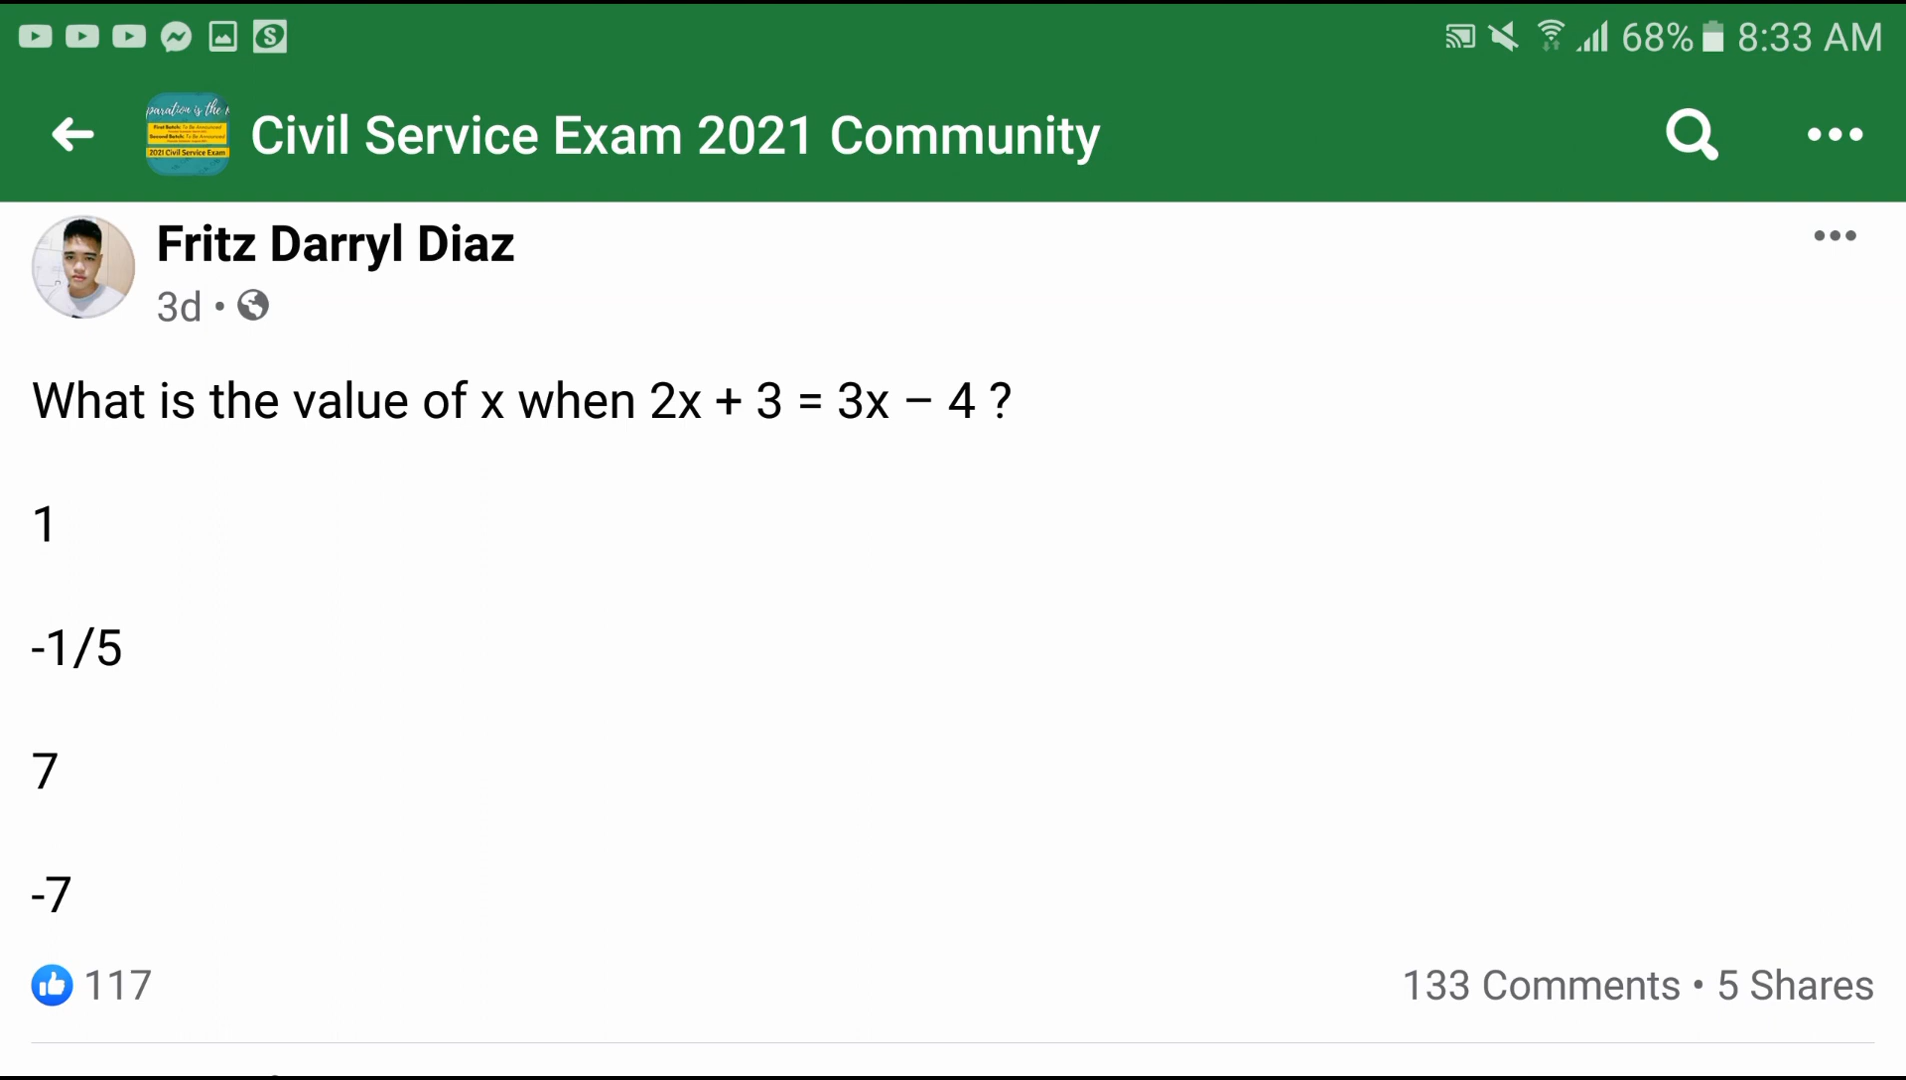 68% 8:33 AM
Civil Service Exam 2021 Community
Fritz Darryl Diaz
3d •
What is the value of x when 2x + 3 = 3x – 4 ?
1
-1/5
7
-7
117
133 Comments • 5 Shares